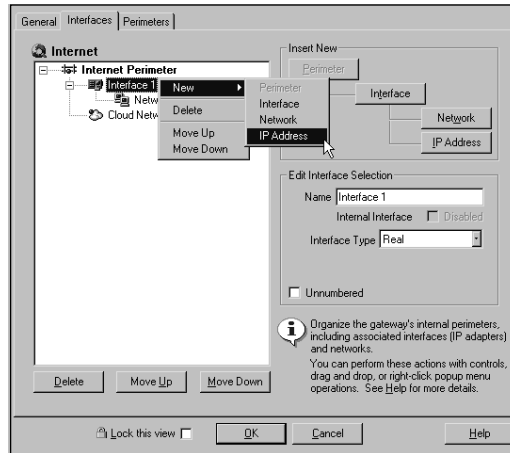 General
Interfaces
Perimeters
Internet
Internet Perimeter
Interface 1
Netw
Cloud Netw
New
Delete
Move Up
Move Down
Perimeter
Interface
Network
IP Address
Insert New
Perimeter
Interface
Network
IP Address
Edit Interface Selection
Name Interface 1
Internal Interface Disabled
Interface Type Real
Unnumbered
Organize the gateway's internal perimeters,
including associated interfaces (IP adapters)
and networks.
You can perform these actions with controls,
drag and drop, or right-click popup menu
operations. See Help for more details.
Delete Move Up Move Down
Lock this view OK Cancel Help